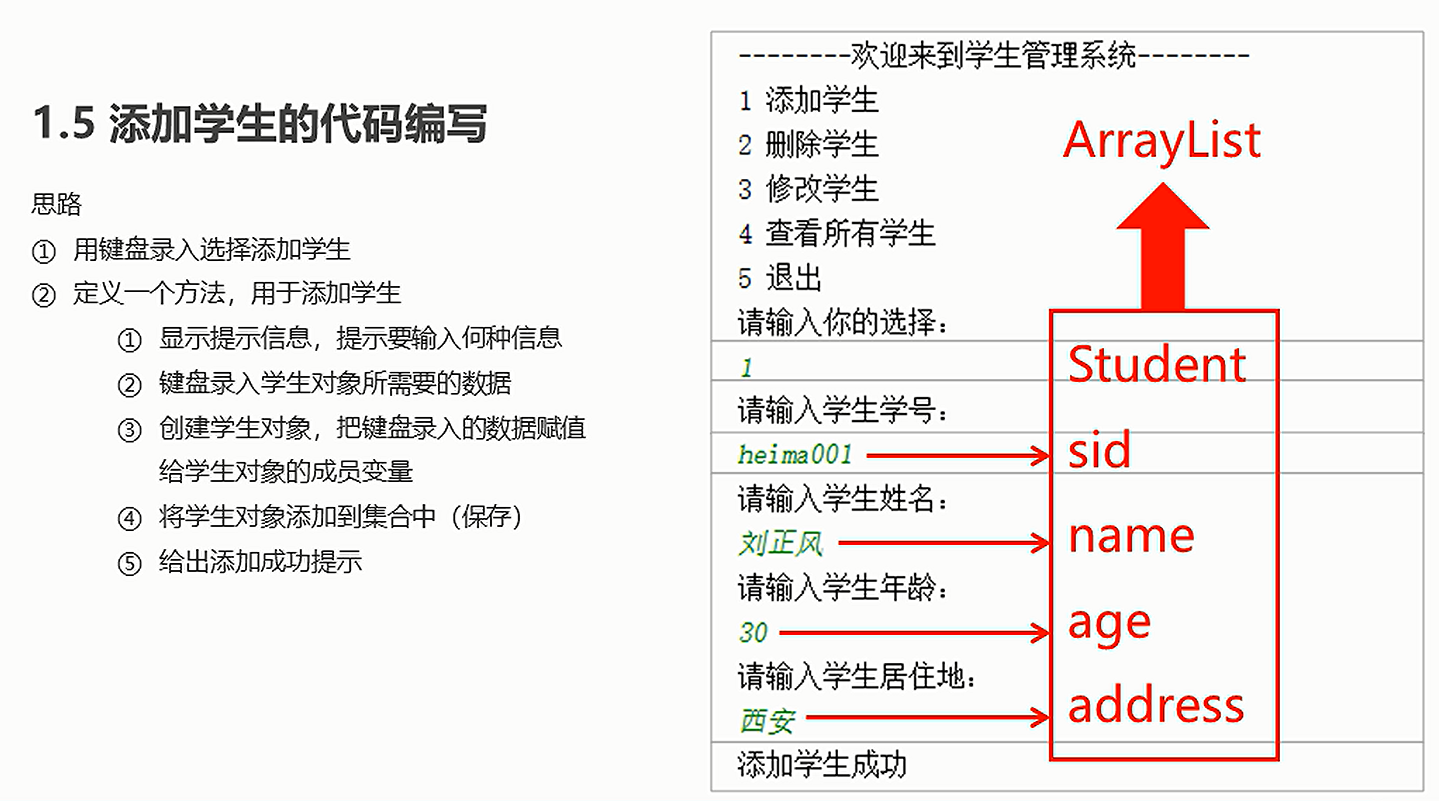 1.5 添加学生的代码编写
思路
① 用键盘录入选择添加学生
② 定义一个方法，用于添加学生
① 显示提示信息，提示要输入何种信息
② 键盘录入学生对象所需要的数据
③ 创建学生对象，把键盘录入的数据赋值
给学生对象的成员变量
④ 将学生对象添加到集合中（保存）
⑤ 给出添加成功提示
--------欢迎来到学生管理系统--------
1 添加学生
2 删除学生
3 修改学生
4 查看所有学生
5 退出
请输入你的选择：
1
请输入学生学号：
heima001
请输入学生姓名：
刘正风
请输入学生年龄：
30
请输入学生居住地：
西安
添加学生成功
ArrayList
Student
sid
name
age
address